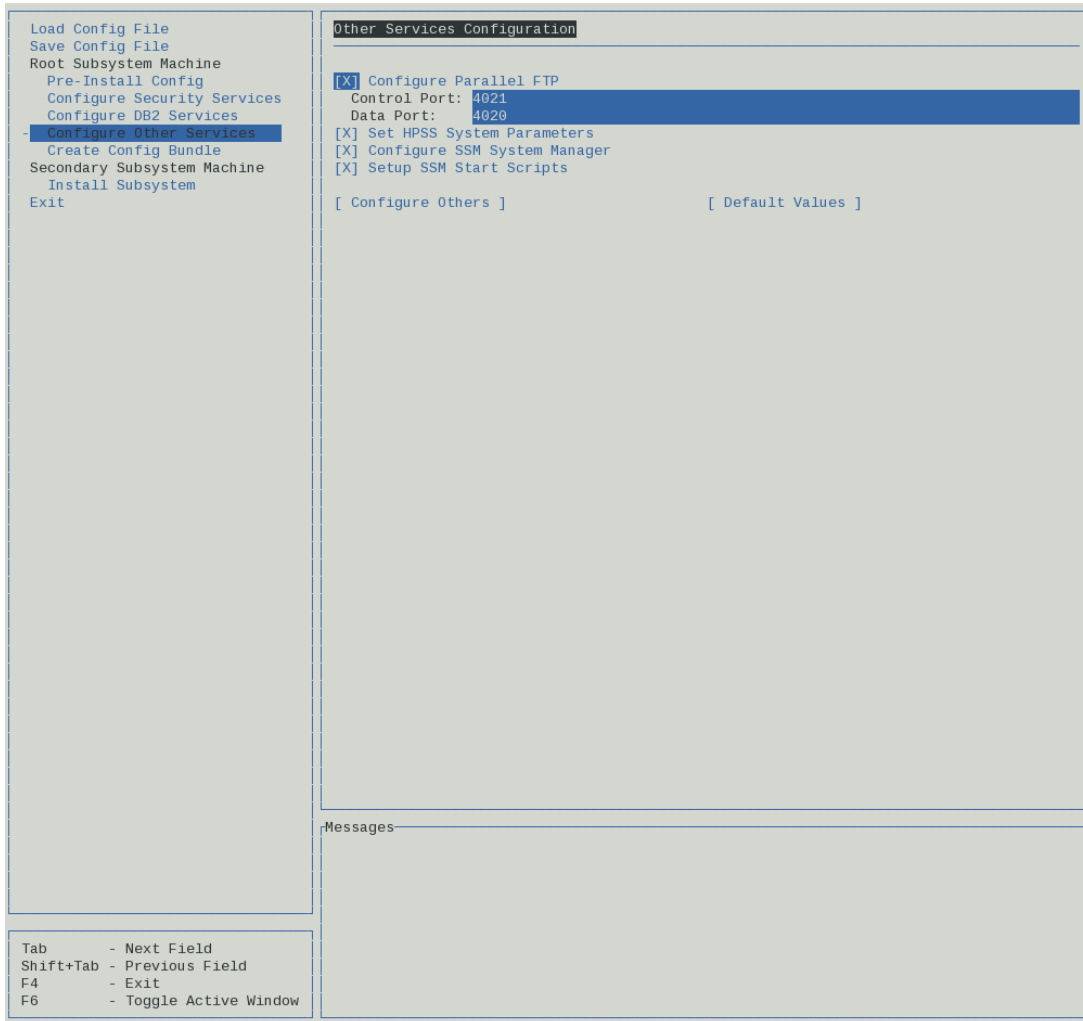 Load Config File
Save Config File
Root Subsystem Machine
Pre-Install Config
Configure Security Services
Configure DB2 Services
- Configure Other Services
Create Config Bundle
Secondary Subsystem Machine
Install Subsystem
Exit
Other Services Configuration
[X] Configure Parallel FTP
Control Port: 4021
Data Port: 4020
[X] Set HPSS System Parameters
[X] Configure SSM System Manager
[X] Setup SSM Start Scripts
[ Configure Others ] [ Default Values ]
Messages
Tab - Next Field
Shift+Tab - Previous Field
F4 - Exit
F6 - Toggle Active Window